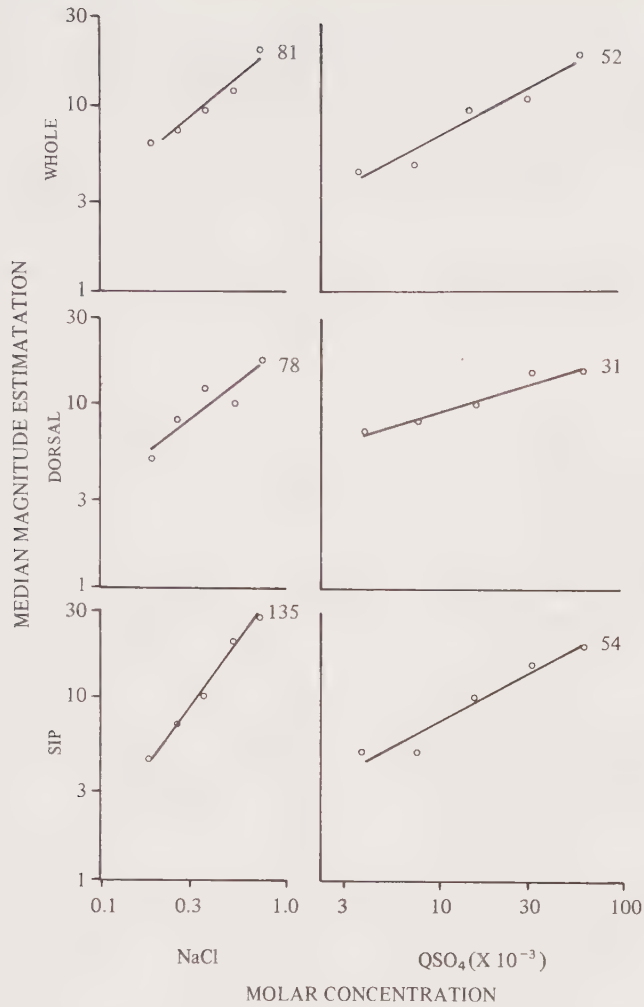 MEDIAN MAGNITUDE ESTIMATATION
WHOLE
30
10
3
1
81
52
DORSAL
30
10
3
1
78
31
SIP
30
10
3
1
135
54
0.1 0.3 1.0
3 10 30 100
NaCl
QSO₄(X 10⁻³)
MOLAR CONCENTRATION